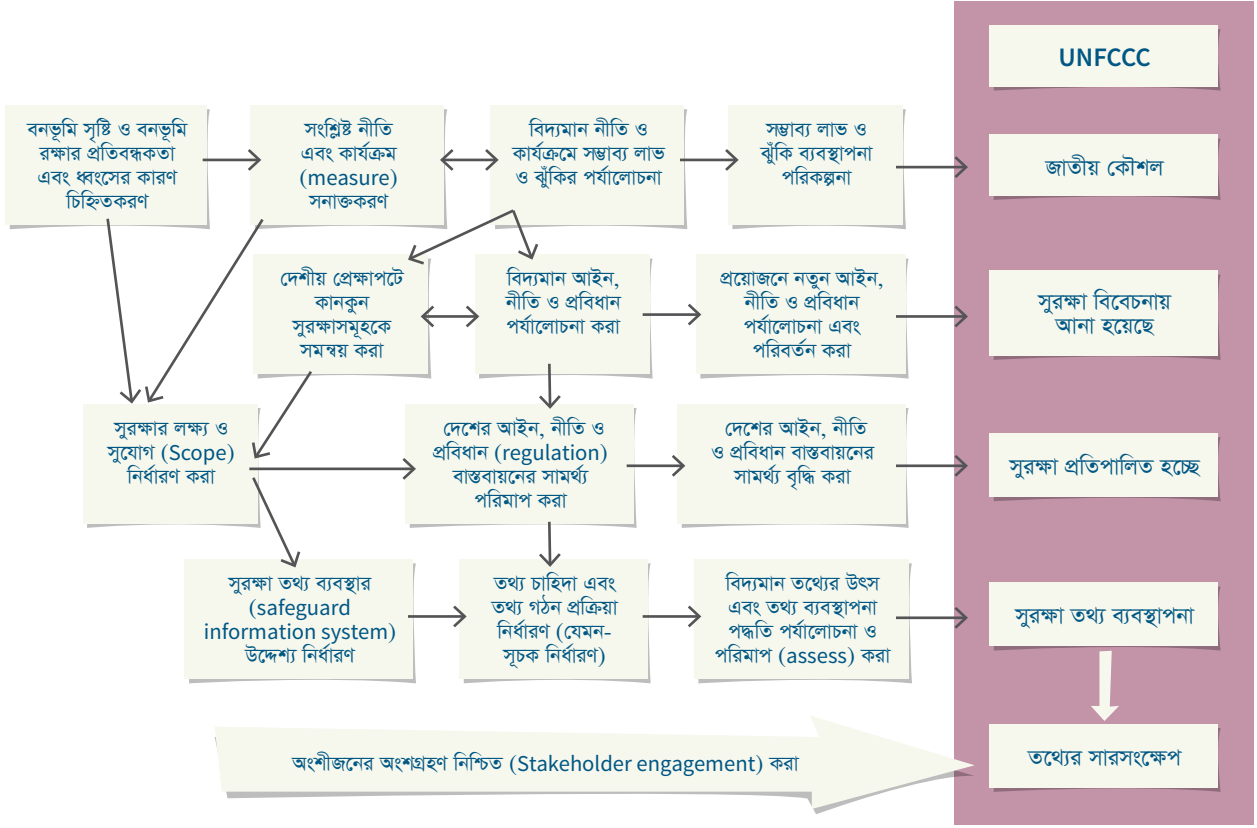 UNFCCC
বনভূমি সৃষ্টি ও বনভূমি
রক্ষার প্রতিবন্ধকতা
এবং ধ্বংসের কারণ
চিহ্নিতকরণ
সংশ্লিষ্ট নীতি
এবং কার্যক্রম
(measure)
সনাক্তকরণ
বিদ্যমান নীতি ও
কার্যক্রমে সম্ভাব্য লাভ
ও ঝুঁকির পর্যালোচনা
সম্ভাব্য লাভ ও
ঝুঁকি ব্যবস্থাপনা
পরিকল্পনা
জাতীয় কৌশল
দেশীয় প্রেক্ষাপটে
কানকুন
সুরক্ষাসমূহকে
সমন্বয় করা
বিদ্যমান আইন,
নীতি ও প্রবিধান
পর্যালোচনা করা
প্রয়োজনে নতুন আইন,
নীতি ও প্রবিধান
পর্যালোচনা এবং
পরিবর্তন করা
সুরক্ষা বিবেচনায়
আনা হয়েছে
সুরক্ষার লক্ষ্য ও
সুযোগ (Scope)
নির্ধারণ করা
দেশের আইন, নীতি ও
প্রবিধান (regulation)
বাস্তবায়নের সামর্থ্য
পরিমাপ করা
দেশের আইন, নীতি
ও প্রবিধান বাস্তবায়নের
সামর্থ্য বৃদ্ধি করা
সুরক্ষা প্রতিপালিত হচ্ছে
সুরক্ষা তথ্য ব্যবস্থার
(safeguard
information system)
উদ্দেশ্য নির্ধারণ
তথ্য চাহিদা এবং
তথ্য গঠন প্রক্রিয়া
নির্ধারণ (যেমন-
সূচক নির্ধারণ)
বিদ্যমান তথ্যের উৎস
এবং তথ্য ব্যবস্থাপনা
পদ্ধতি পর্যালোচনা ও
পরিমাপ (assess) করা
সুরক্ষা তথ্য ব্যবস্থাপনা
অংশীজনের অংশগ্রহণ নিশ্চিত (Stakeholder engagement) করা
তথ্যের সারসংক্ষেপ